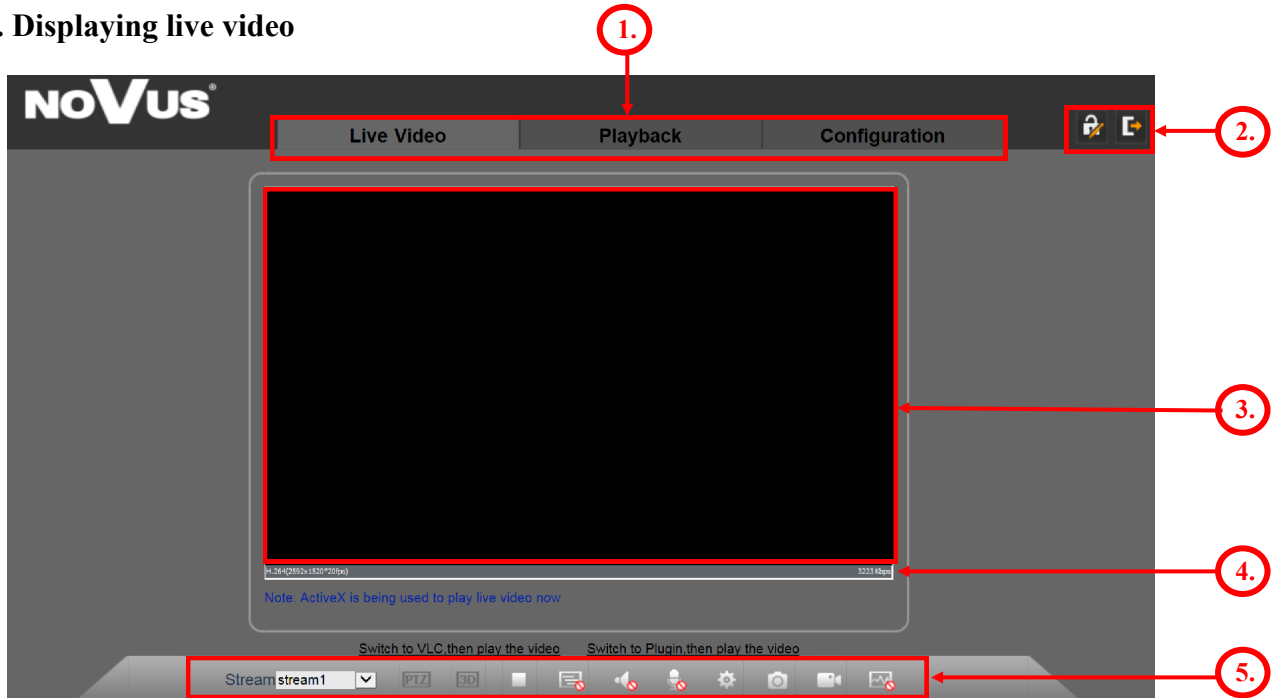 . Displaying live video
1.
NOVUS®
Live Video Playback Configuration
2.
3.
H.264(2592x1520*20fps) 3223 Kbps
4.
Note: ActiveX is being used to play live video now
Switch to VLC,then play the video Switch to Plugin,then play the video
Stream stream1 PTZ 3D
5.